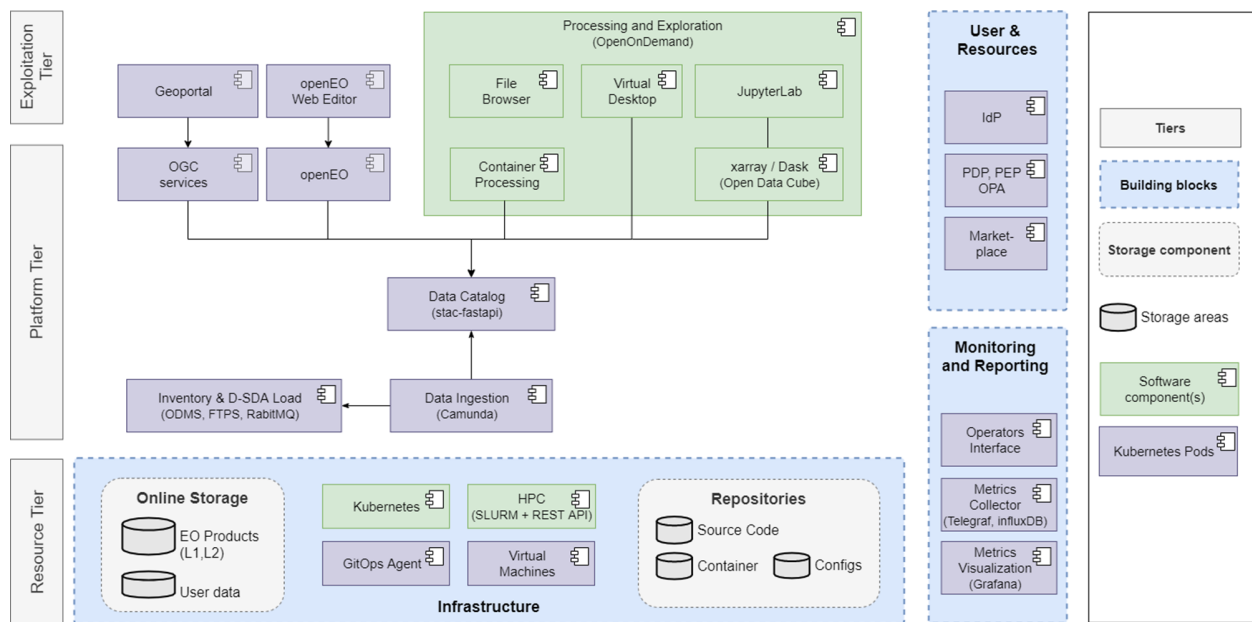 Exploitation
Tier
Platform Tier
Resource Tier
Geoportal
openEO
Web Editor
OGC
services
openEO
Processing and Exploration
(OpenOnDemand)
File
Browser
Virtual
Desktop
JupyterLab
Container
Processing
xarray / Dask
(Open Data Cube)
Data Catalog
(stac-fastapi)
Inventory & D-SDA Load
(ODMS, FTPS, RabitMQ)
Data Ingestion
(Camunda)
Online Storage
EO Products
(L1,L2)
User data
Kubernetes
HPC
(SLURM + REST API)
GitOps Agent
Virtual
Machines
Infrastructure
Repositories
Source Code
Container
Configs
User &
Resources
IdP
PDP, PEP
OPA
Market-
place
Monitoring
and Reporting
Operators
Interface
Metrics
Collector
(Telegraf, influxDB)
Metrics
Visualization
(Grafana)
Tiers
Building blocks
Storage component
Storage areas
Software
component(s)
Kubernetes Pods